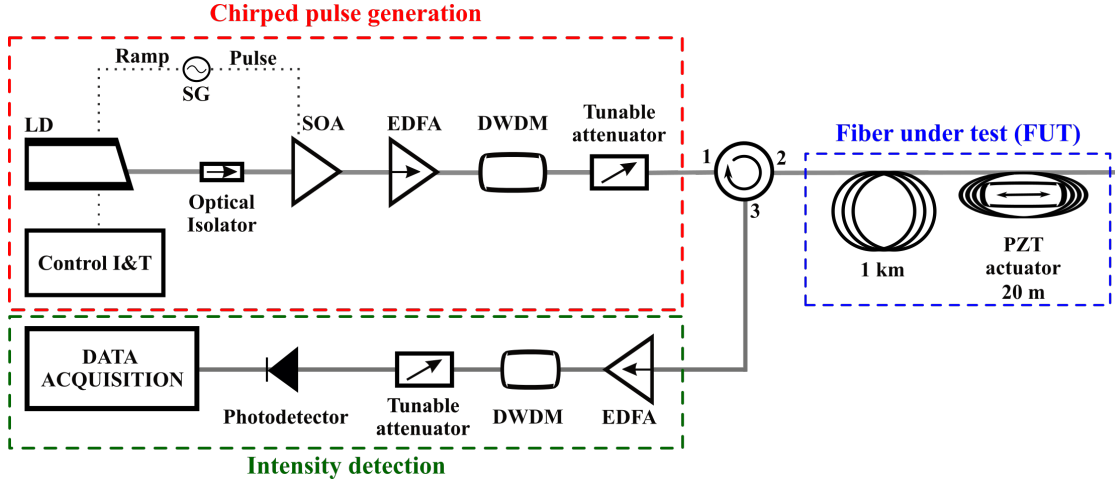 Chirped pulse generation
Ramp
Pulse
SG
LD
SOA
EDFA
DWDM
Tunable
attenuator
Optical
Isolator
Control I&T
1
2
3
Fiber under test (FUT)
1 km
PZT
actuator
20 m
DATA
ACQUISITION
Photodetector
Tunable
attenuator
DWDM
EDFA
Intensity detection